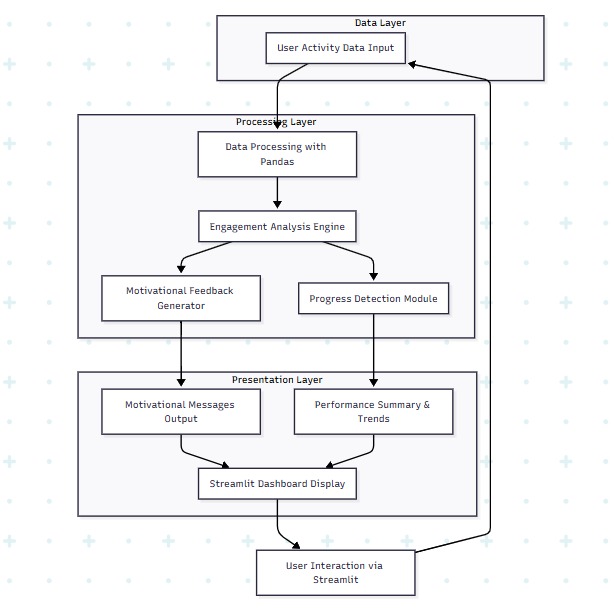 Data Layer
User Activity Data Input
Processing Layer
Data Processing with
Pandas
Engagement Analysis Engine
Motivational Feedback
Generator
Progress Detection Module
Presentation Layer
Motivational Messages
Output
Performance Summary &
Trends
Streamlit Dashboard Display
User Interaction via
Streamlit